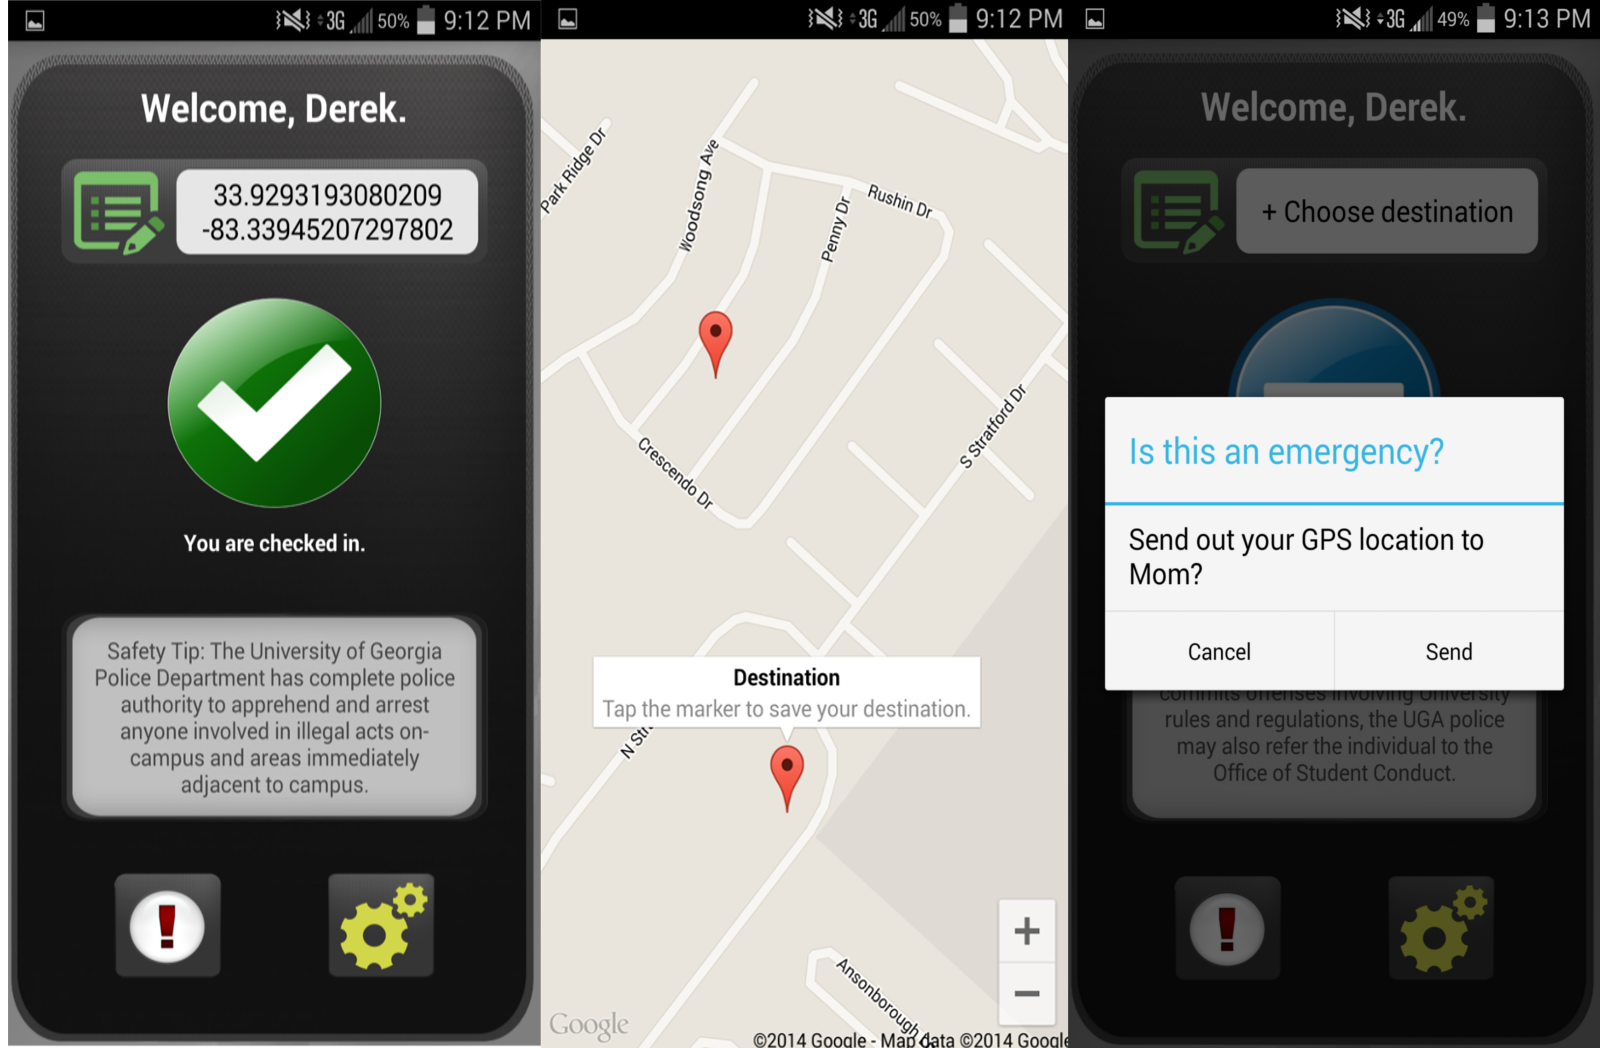 3G 50% 9:12 PM
Welcome, Derek.
33.9293193080209
-83.33945207297802
You are checked in.
Safety Tip: The University of Georgia
Police Department has complete police
authority to apprehend and arrest
anyone involved in illegal acts on-
campus and areas immediately
adjacent to campus.
3G 50% 9:12 PM
Park Ridge Dr
Woodsong Ave
Rushin Dr
Penny Dr
Crescendo Dr
S Stratford Dr
Destination
Tap the marker to save your destination.
N Str
Ansonborough Dr
Google
©2014 Google - Map data ©2014 Google
3G 49% 9:13 PM
Welcome, Derek.
+ Choose destination
Is this an emergency?
Send out your GPS location to
Mom?
Cancel Send
commits offenses involving University
rules and regulations, the UGA police
may also refer the individual to the
Office of Student Conduct.